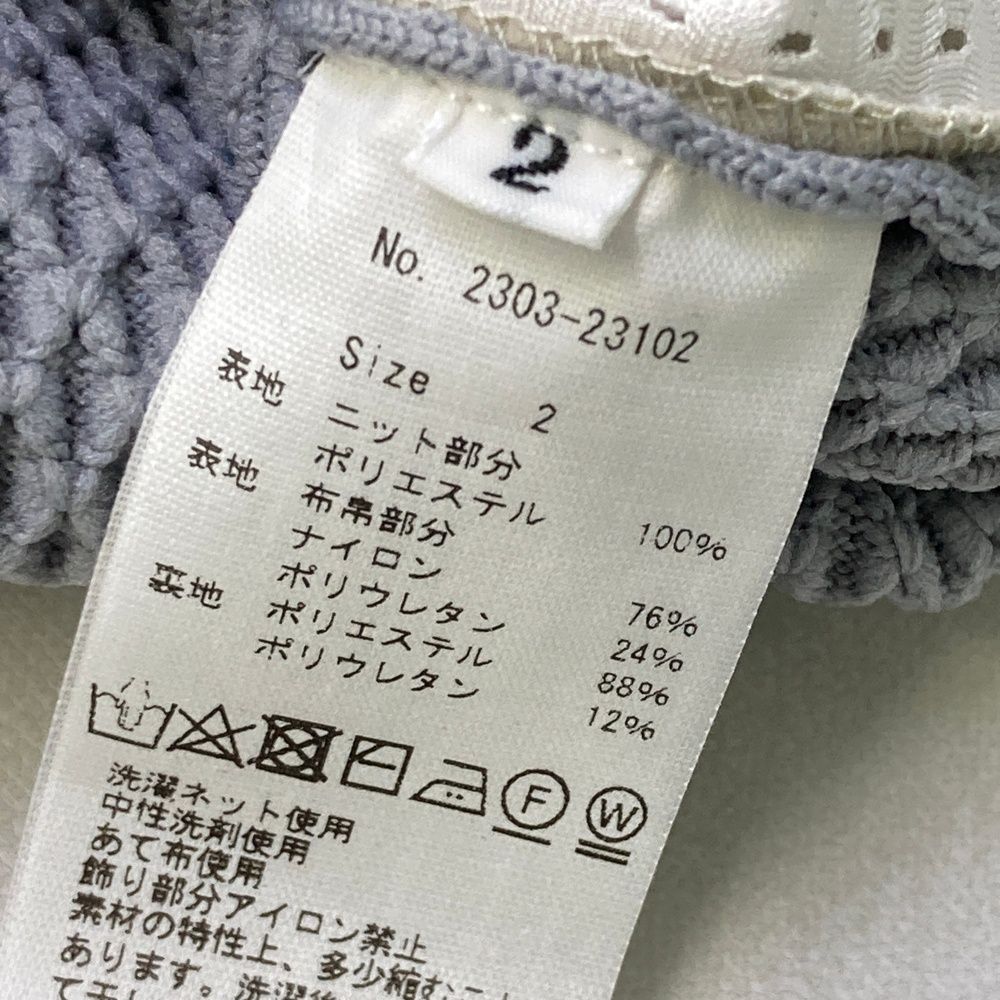 2
No. 2303-23102
Size 2
表地 ニット部分
ポリエステル 100%
表地 布帛部分
ナイロン 76%
ポリウレタン 24%
裏地 ポリエステル 88%
ポリウレタン 12%
F W
洗濯ネット使用
中性洗剤使用
あて布使用
飾り部分アイロン禁止
素材の特性上、多少縮む
あります。洗濯後